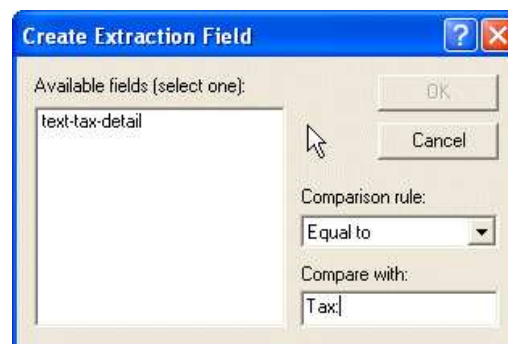 Create Extraction Field
Available fields (select one):
text-tax-detail
OK
Cancel
Comparison rule:
Equal to
Compare with:
Tax: